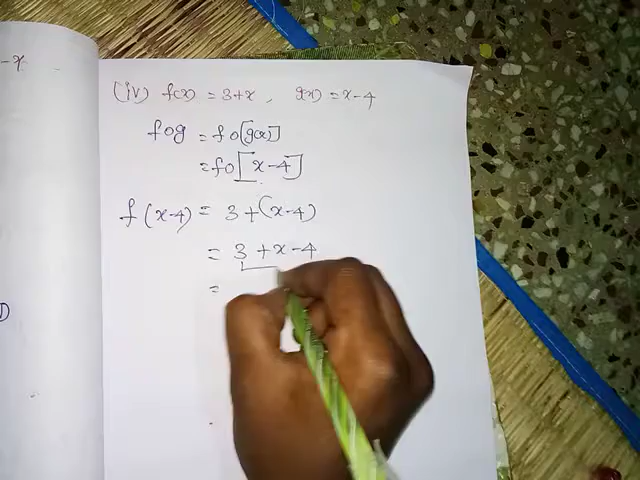 -x
(iv) f(x) = 3+x, g(x) = x-4
fog = fo[g(x)]
= fo[x-4]
f(x-4) = 3+(x-4)
= 3+x-4
=